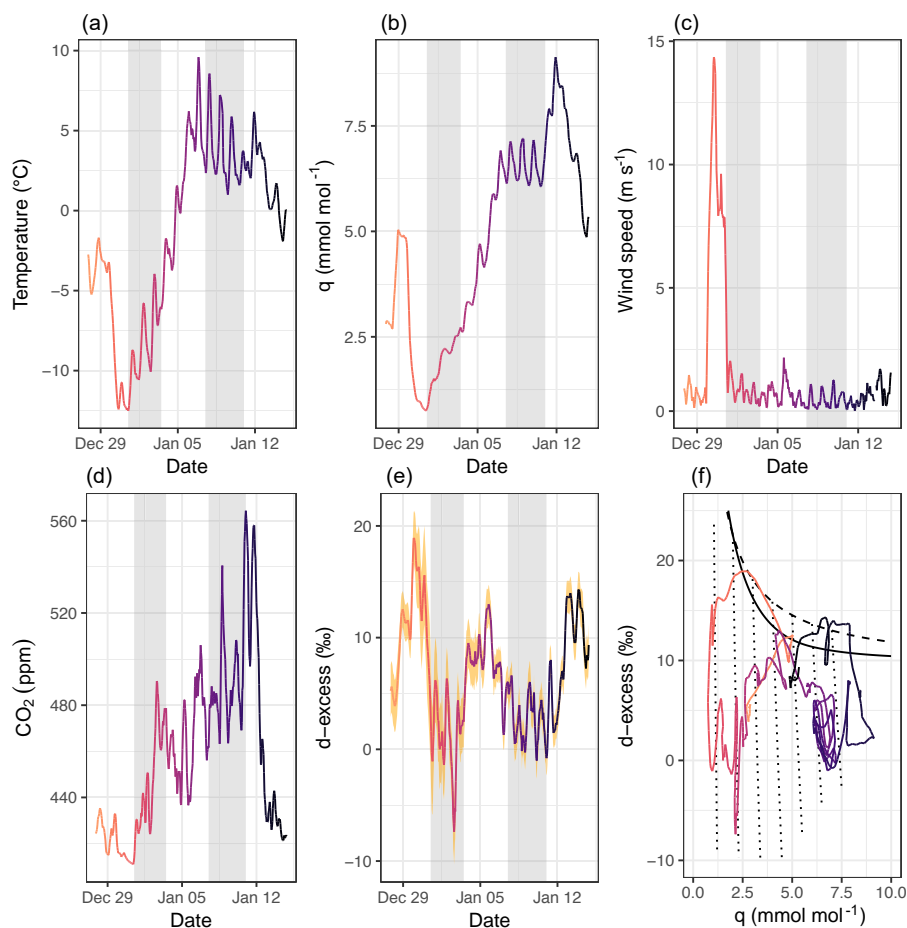 (a)
10
5
0
−5
−10
Temperature (°C)
Dec 29
Jan 05
Jan 12
Date
(b)
7.5
5.0
2.5
q (mmol mol⁻¹)
Dec 29
Jan 05
Jan 12
Date
(c)
15
10
5
0
Wind speed (m s⁻¹)
Dec 29
Jan 05
Jan 12
Date
(d)
560
520
480
440
CO₂ (ppm)
Dec 29
Jan 05
Jan 12
Date
(e)
20
10
0
−10
d−excess (‰)
Dec 29
Jan 05
Jan 12
Date
(f)
20
10
0
−10
d−excess (‰)
0.0
2.5
5.0
7.5
10.0
q (mmol mol⁻¹)